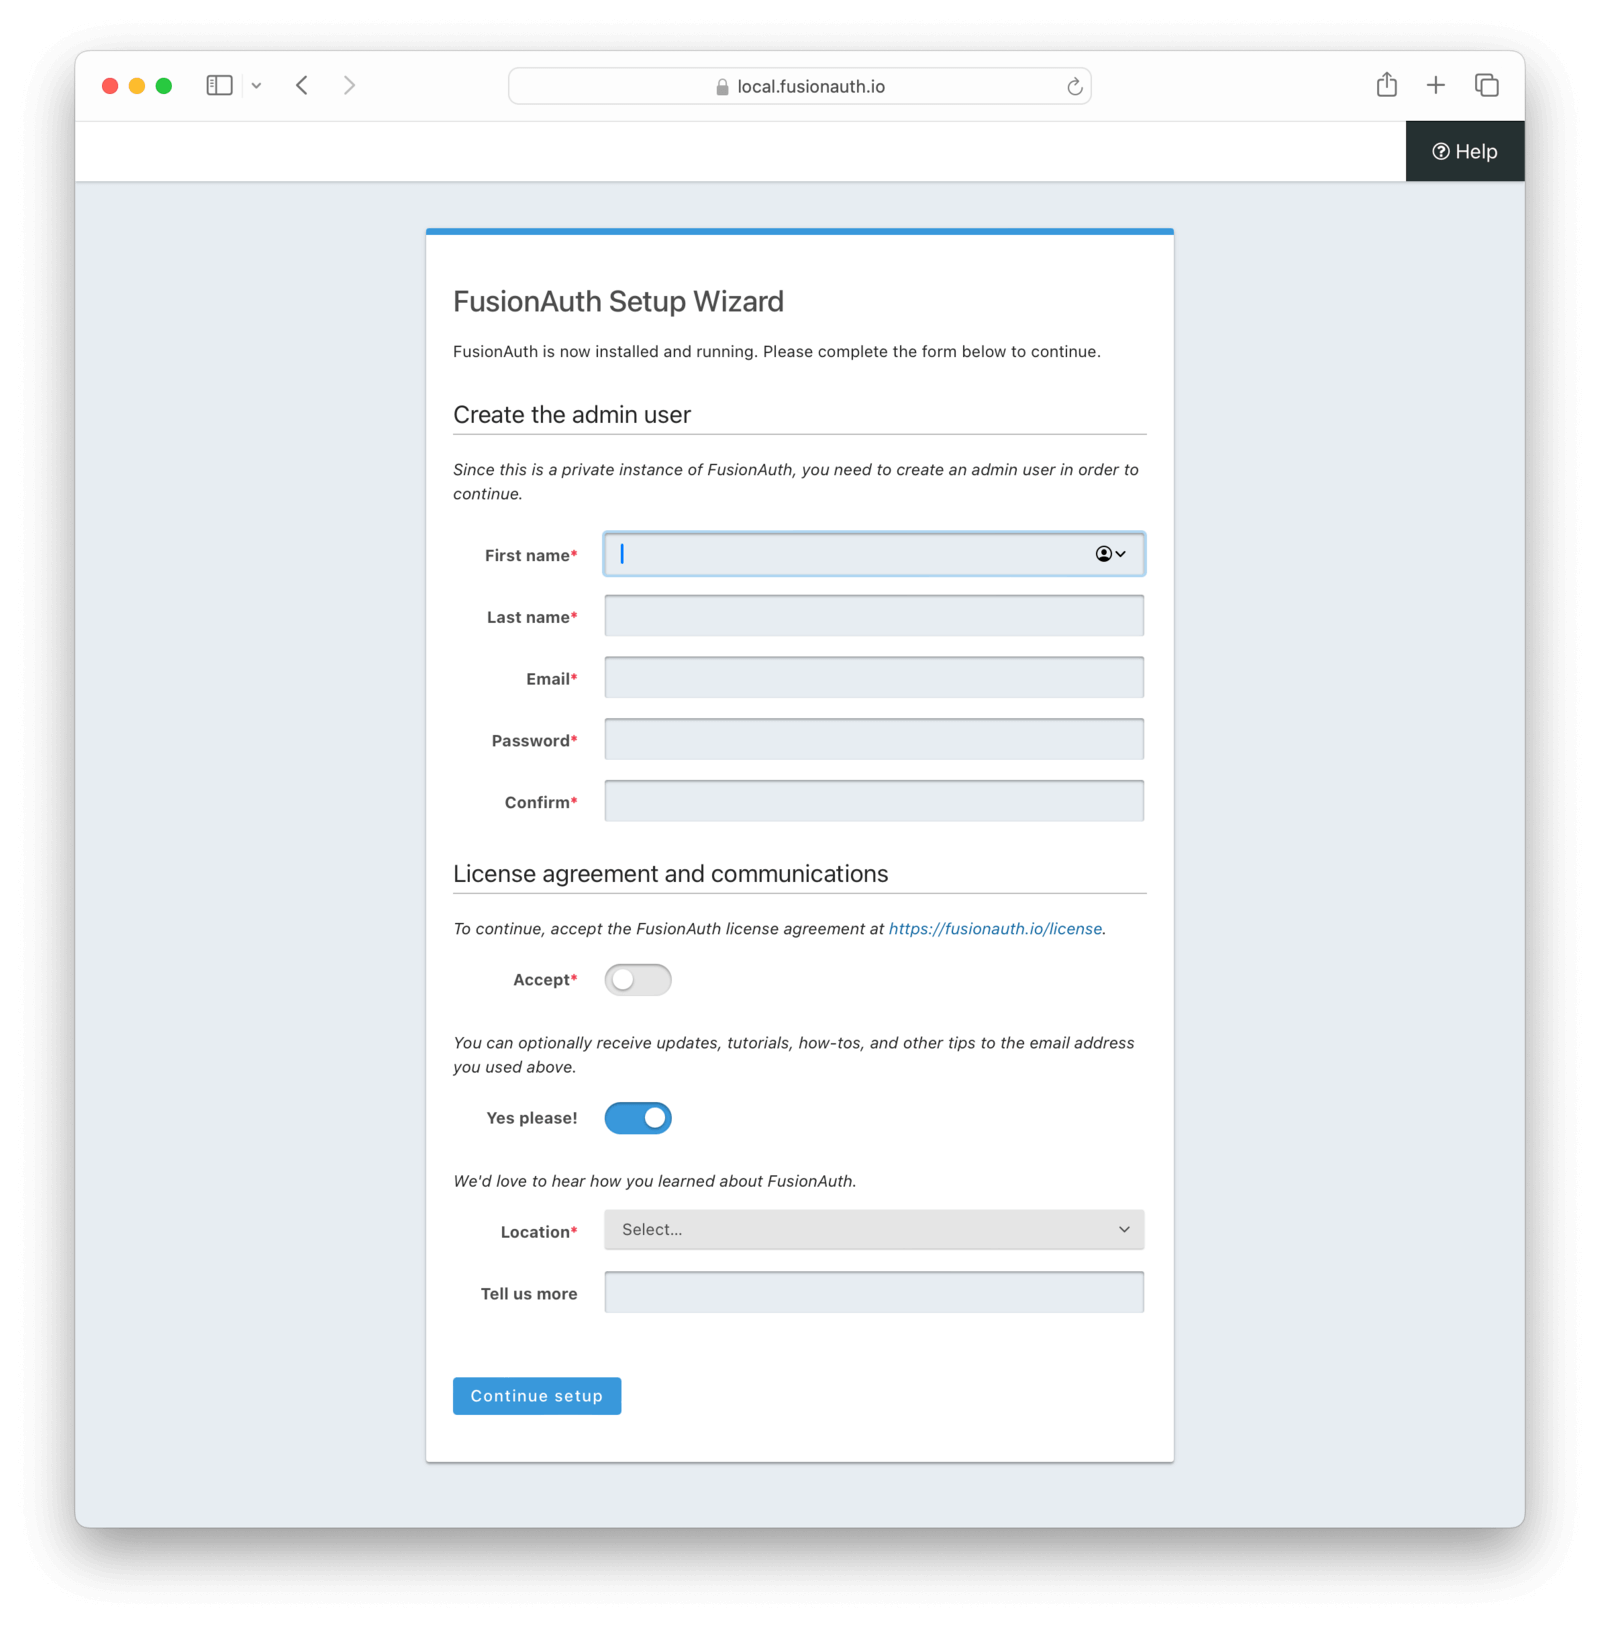 local.fusionauth.io
Help
FusionAuth Setup Wizard
FusionAuth is now installed and running. Please complete the form below to continue.
Create the admin user
Since this is a private instance of FusionAuth, you need to create an admin user in order to
continue.
First name*
Last name*
Email*
Password*
Confirm*
License agreement and communications
To continue, accept the FusionAuth license agreement at https://fusionauth.io/license.
Accept*
You can optionally receive updates, tutorials, how-tos, and other tips to the email address
you used above.
Yes please!
We'd love to hear how you learned about FusionAuth.
Location* Select...
Tell us more
Continue setup